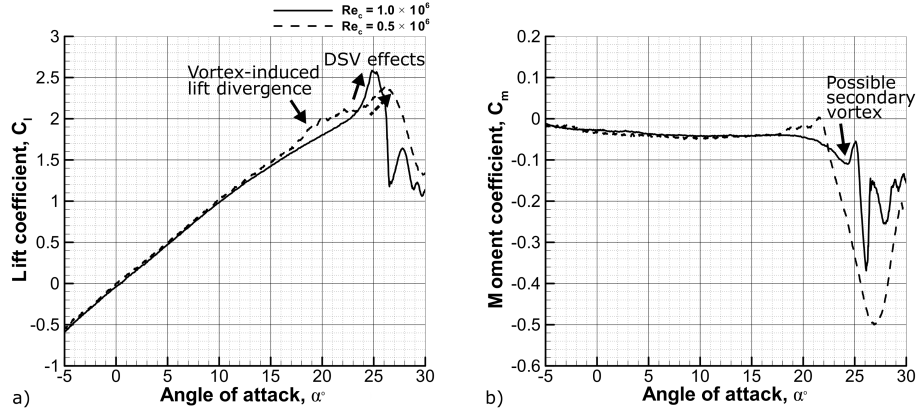 Re_c = 1.0 × 10^6
Re_c = 0.5 × 10^6
3
2.5
2
1.5
1
0.5
0
-0.5
-1
Lift coefficient, C_l
Vortex-induced
lift divergence
DSV effects
-5 0 5 10 15 20 25 30
Angle of attack, α°
a)
0.2
0.1
0
-0.1
-0.2
-0.3
-0.4
-0.5
-0.6
M oment coefficient, C_m
Possible
secondary
vortex
-5 0 5 10 15 20 25 30
Angle of attack, α°
b)